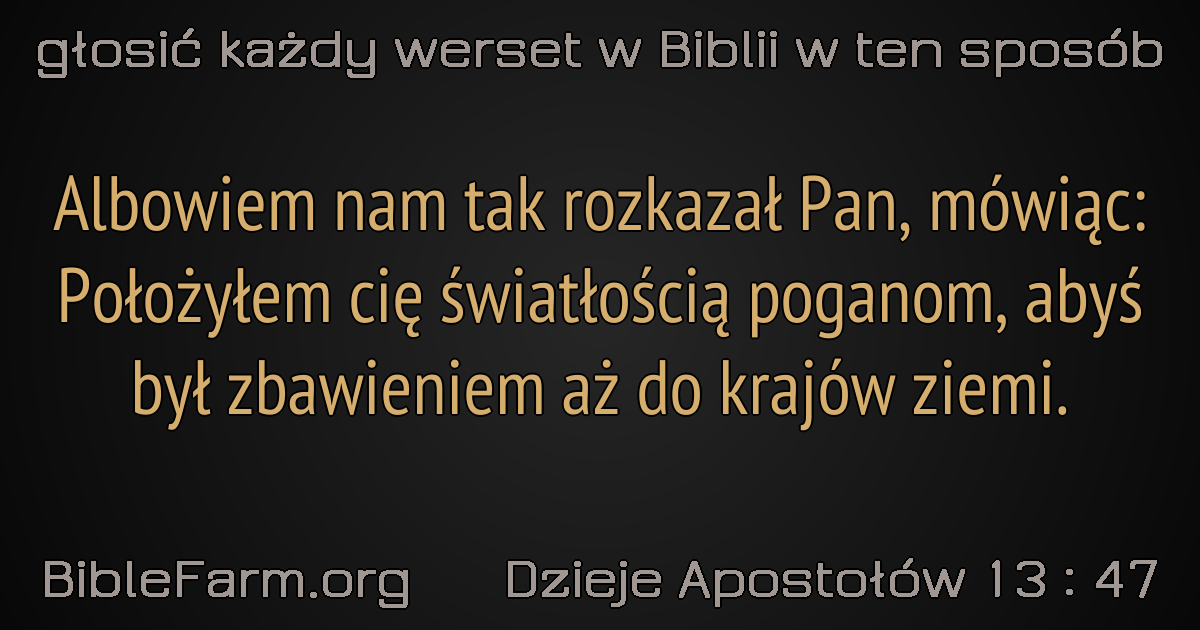 głosić każdy werset w Biblii w ten sposób
Albowiem nam tak rozkazał Pan, mówiąc:
Położyłem cię światłością poganom, abyś
był zbawieniem aż do krajów ziemi.
BibleFarm.org Dzieje Apostołów 13 : 47